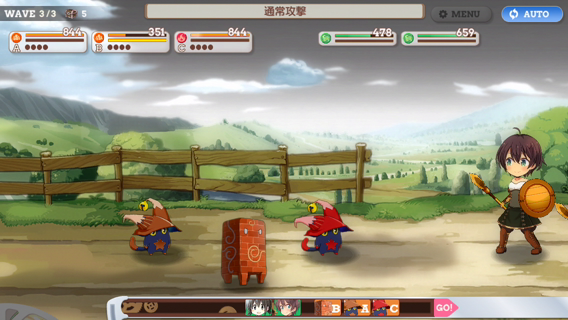 WAVE 3/3 5
通常攻撃
MENU
AUTO
844
351
844
478
659
A
B
C
B A C GO!